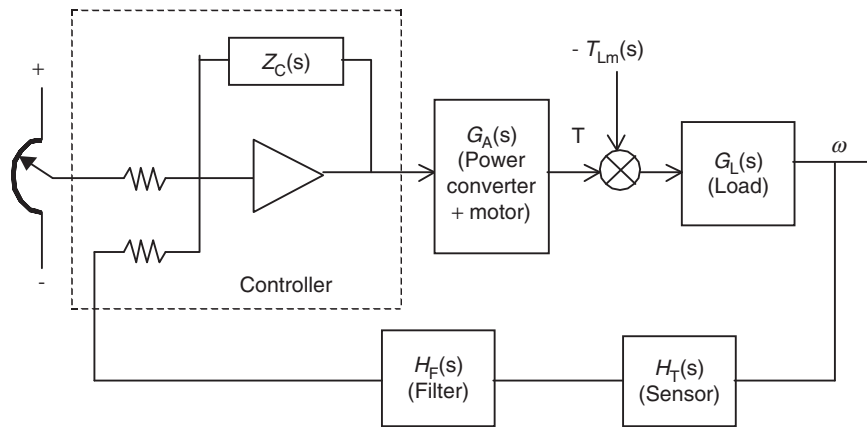 +
-
Z_C(s)
Controller
G_A(s)
(Power
converter
+ motor)
T
- T_Lm(s)
G_L(s)
(Load)
ω
H_F(s)
(Filter)
H_T(s)
(Sensor)